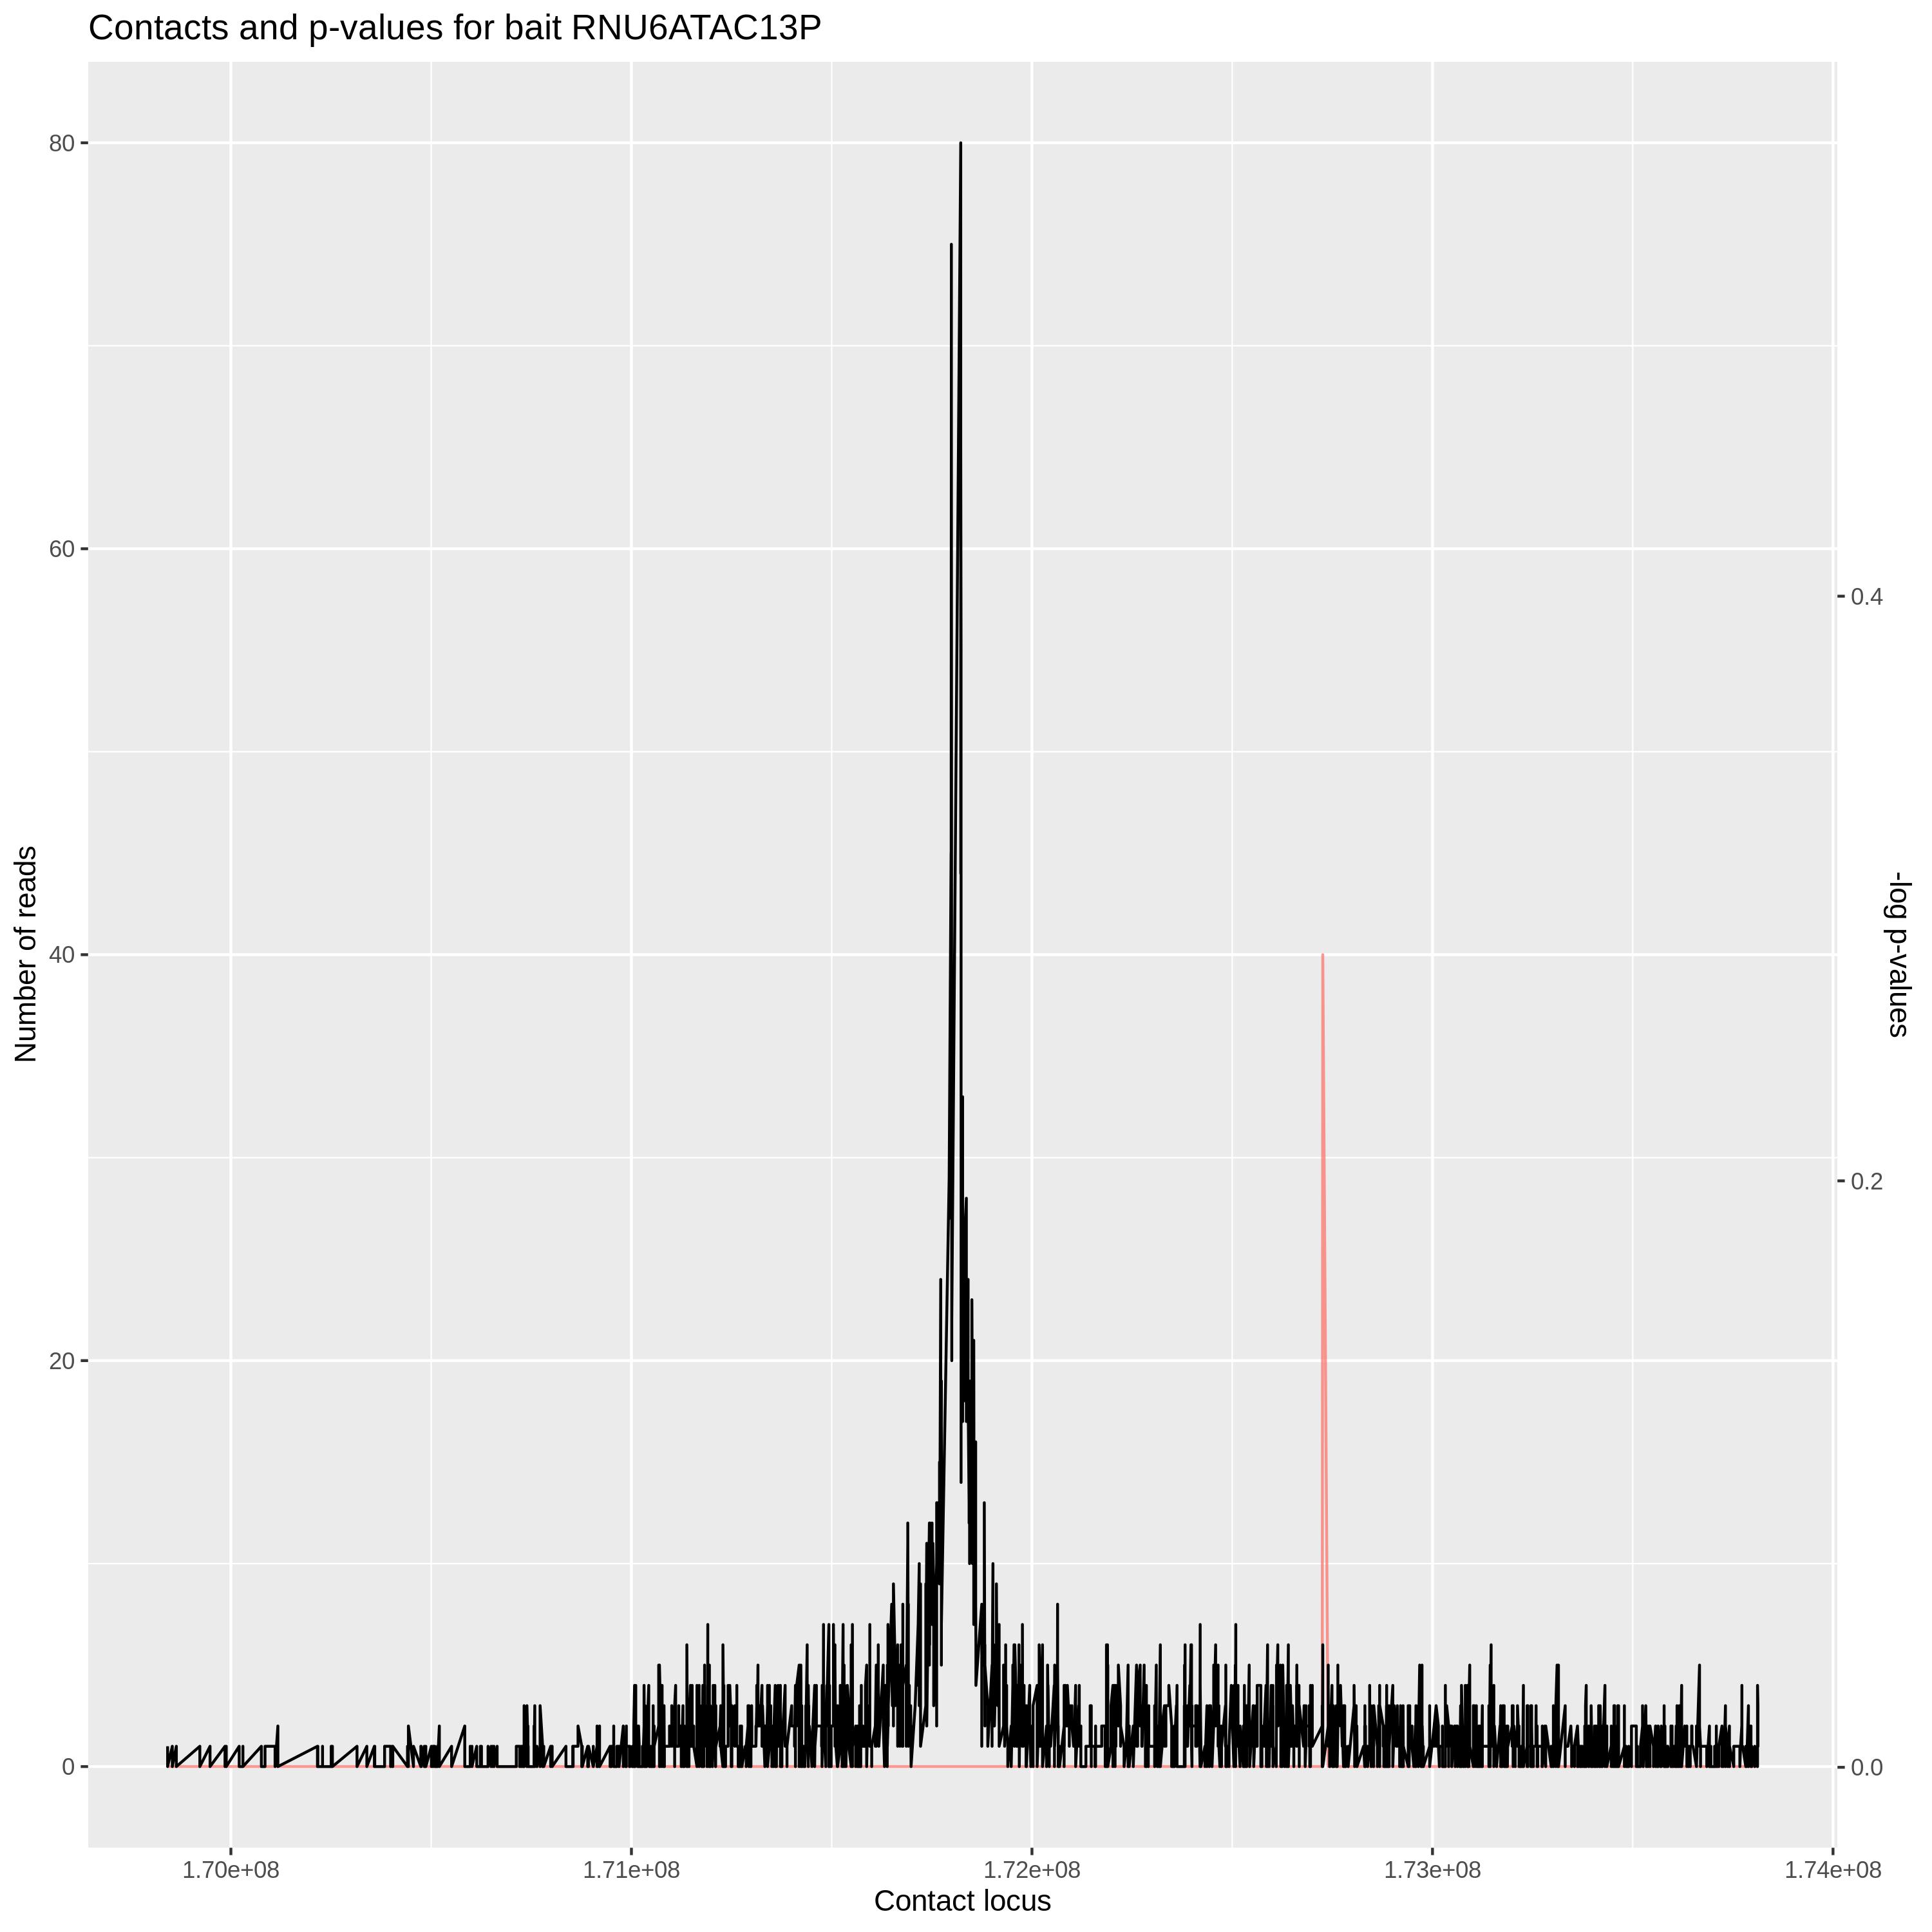 Contacts and p-values for bait RNU6ATAC13P
80
60
40
20
0
Number of reads
0.4
0.2
0.0
-log p-values
1.70e+08
1.71e+08
1.72e+08
1.73e+08
1.74e+08
Contact locus